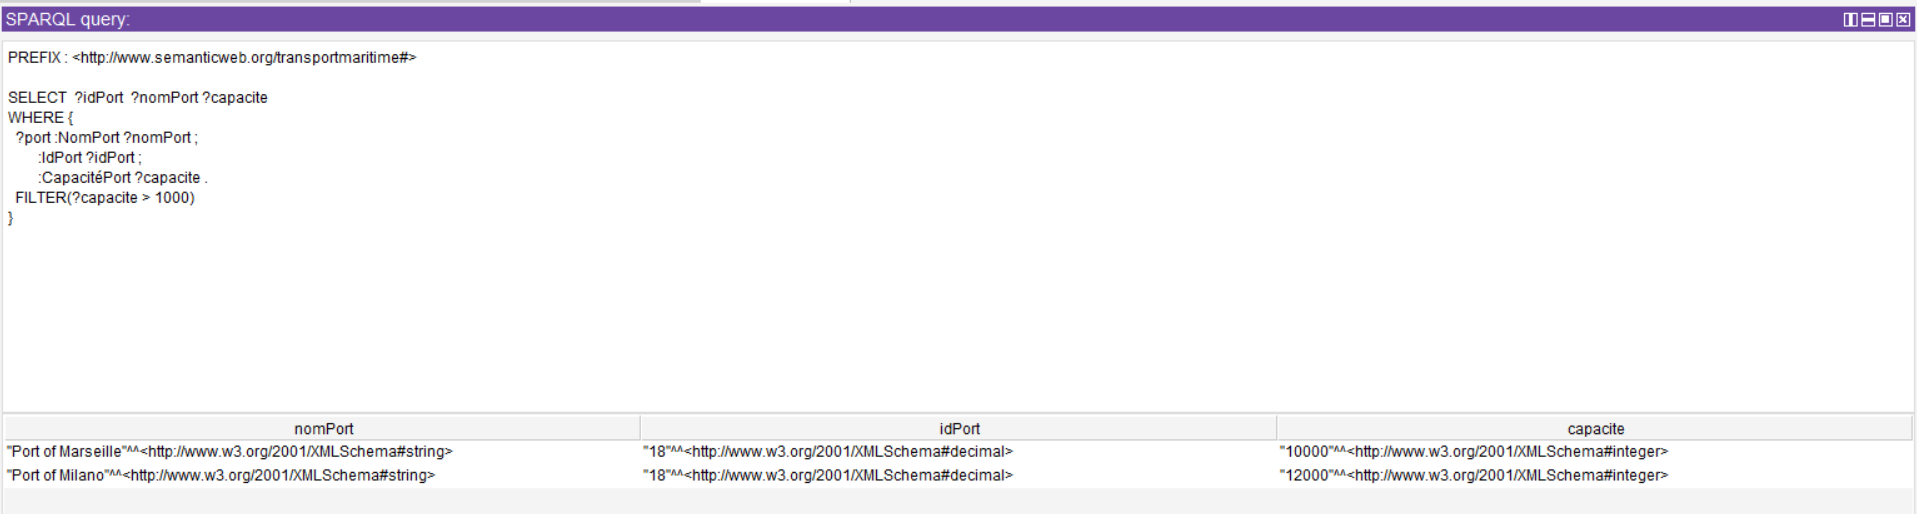 SPARQL query:
PREFIX : <http://www.semanticweb.org/transportmaritime#>
SELECT ?idPort ?nomPort ?capacite
WHERE {
?port :NomPort ?nomPort ;
:IdPort ?idPort ;
:CapacitéPort ?capacite .
FILTER(?capacite > 1000)
}
nomPort idPort capacite
"Port of Marseille"^^<http://www.w3.org/2001/XMLSchema#string> "18"^^<http://www.w3.org/2001/XMLSchema#decimal> "10000"^^<http://www.w3.org/2001/XMLSchema#integer>
"Port of Milano"^^<http://www.w3.org/2001/XMLSchema#string> "18"^^<http://www.w3.org/2001/XMLSchema#decimal> "12000"^^<http://www.w3.org/2001/XMLSchema#integer>